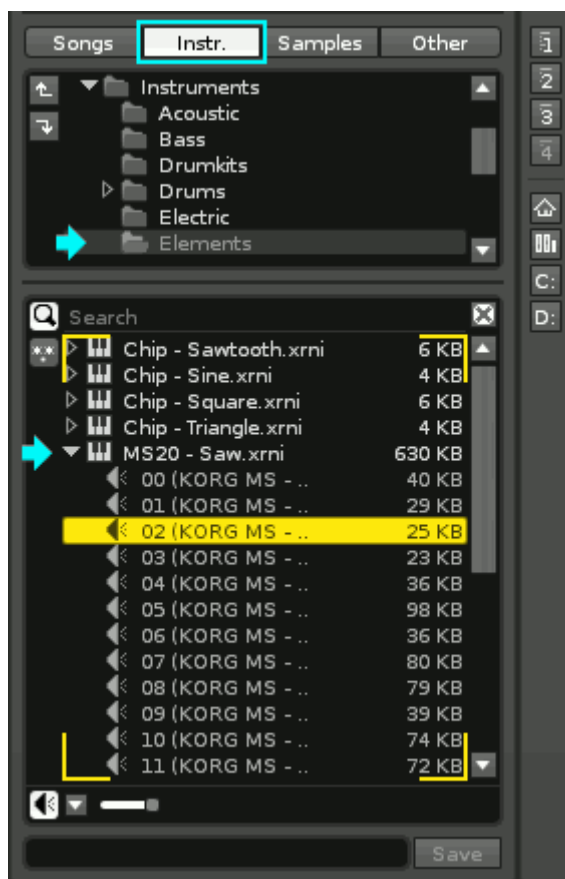 Songs Instr. Samples Other
Instruments
Acoustic
Bass
Drumkits
Drums
Electric
Elements
Search
Chip - Sawtooth.xrni 6 KB
Chip - Sine.xrni 4 KB
Chip - Square.xrni 6 KB
Chip - Triangle.xrni 4 KB
MS20 - Saw.xrni 630 KB
00 (KORG MS - .. 40 KB
01 (KORG MS - .. 29 KB
02 (KORG MS - .. 25 KB
03 (KORG MS - .. 23 KB
04 (KORG MS - .. 36 KB
05 (KORG MS - .. 98 KB
06 (KORG MS - .. 36 KB
07 (KORG MS - .. 80 KB
08 (KORG MS - .. 79 KB
09 (KORG MS - .. 39 KB
10 (KORG MS - .. 74 KB
11 (KORG MS - .. 72 KB
Save
1
2
3
4
C:
D: